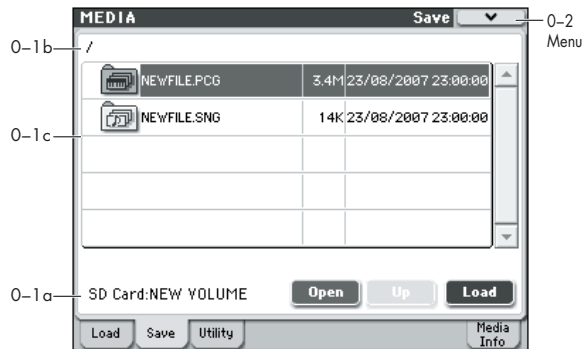 MEDIA Save
0–2
Menu
0–1b
/
NEWFILE.PCG 3.4M 23/08/2007 23:00:00
NEWFILE.SNG 14K 23/08/2007 23:00:00
0–1c
0–1a
SD Card:NEW VOLUME Open Up Load
Load Save Utility Media Info